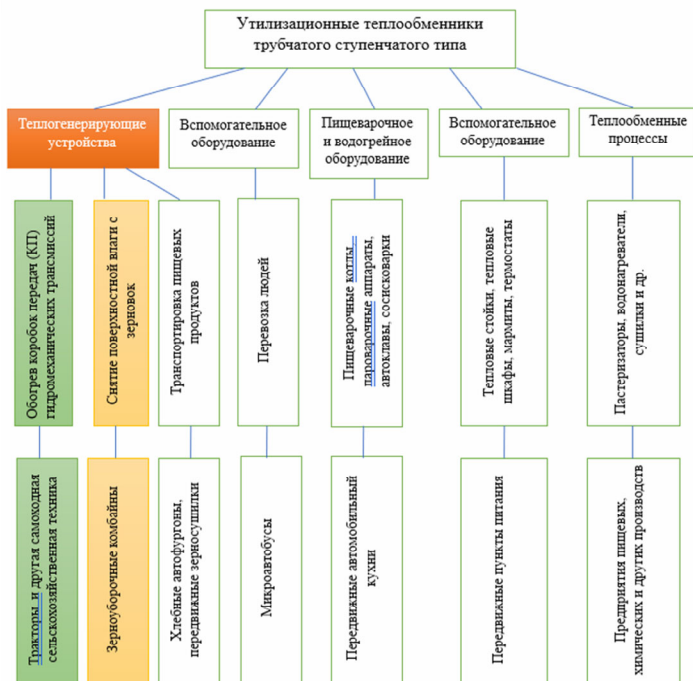 Утилизационные теплообменники
трубчатого ступенчатого типа
Теплогенерирующие
устройства
Вспомогательное
оборудование
Пищеварочное
и водогрейное
оборудование
Вспомогательное
оборудование
Теплообменные
процессы
Обогрев коробок передач (КП)
гидромеханических трансмиссий
Снятие поверхностной влаги с
зерновок
Транспортировка пищевых
продуктов
Перевозка людей
Пищеварочные котлы,
пароварочные аппараты,
автоклавы, сосисковарки
Тепловые стойки, тепловые
шкафы, мармиты, термостаты
Пастеризаторы, водонагреватели,
сушилки и др.
Тракторы и другая самоходная
сельскохозяйственная техника
Зерноуборочные комбайны
Хлебные автофургоны,
передвижные зерносушилки
Микроавтобусы
Передвижные автомобильный
кухни
Передвижные пункты питания
Предприятия пищевых,
химических и других производств